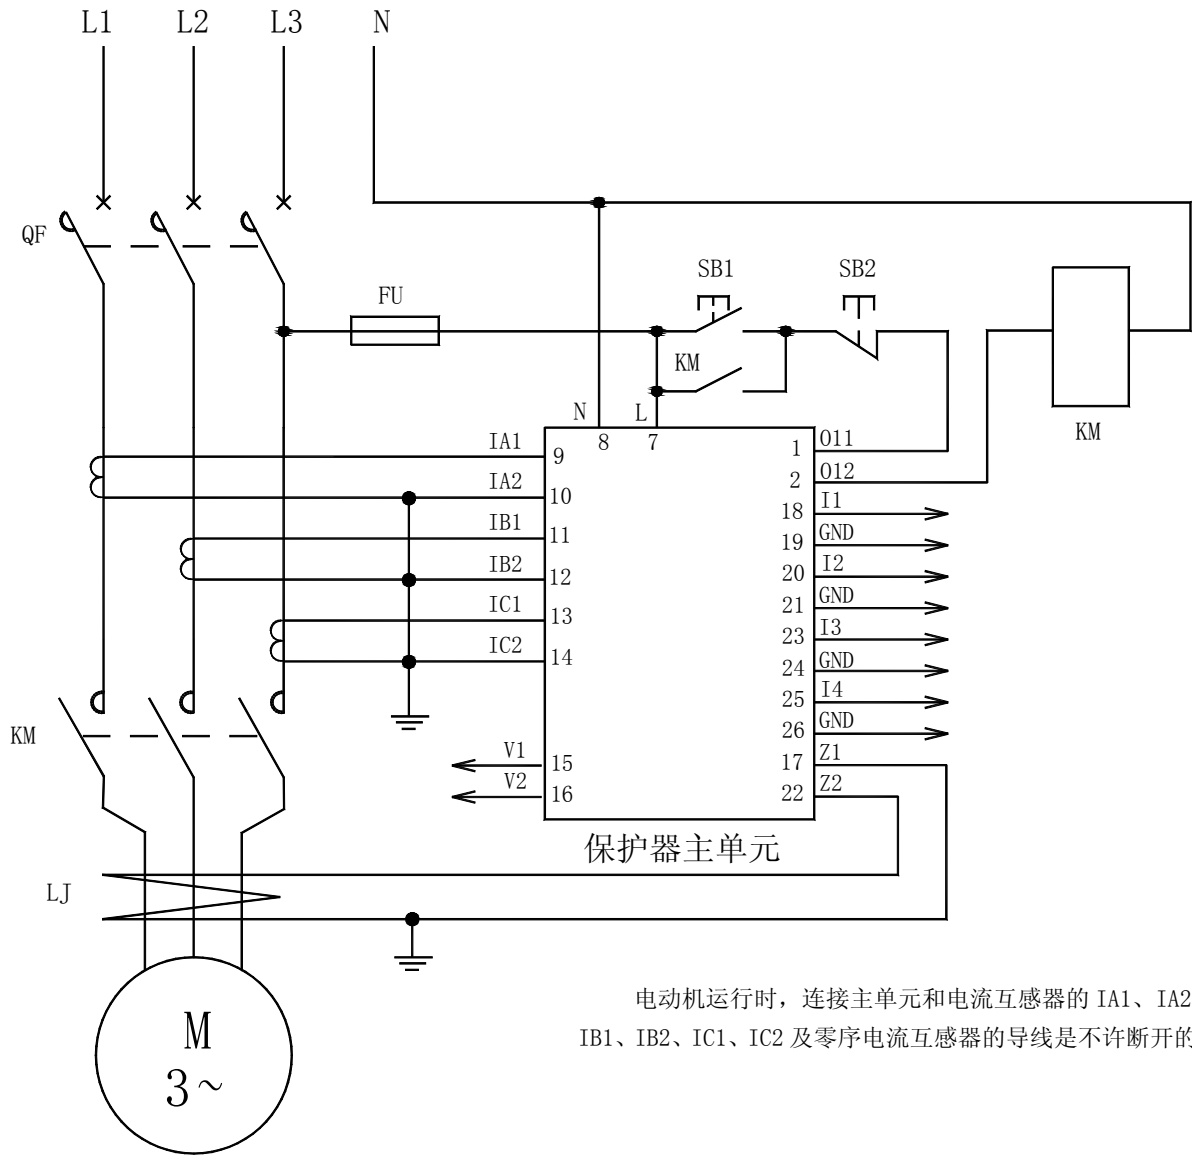 L1 L2 L3 N
QF
SB1 SB2
FU
KM
KM
N L
8 7
IA1 9
IA2 10
IB1 11
IB2 12
IC1 13
IC2 14
V1 15
V2 16
1 O11
2 O12
18 I1
19 GND
20 I2
21 GND
23 I3
24 GND
25 I4
26 GND
17 Z1
22 Z2
KM
保护器主单元
LJ
M
3~
电动机运行时，连接主单元和电流互感器的 IA1、IA2
IB1、IB2、IC1、IC2 及零序电流互感器的导线是不许断开的